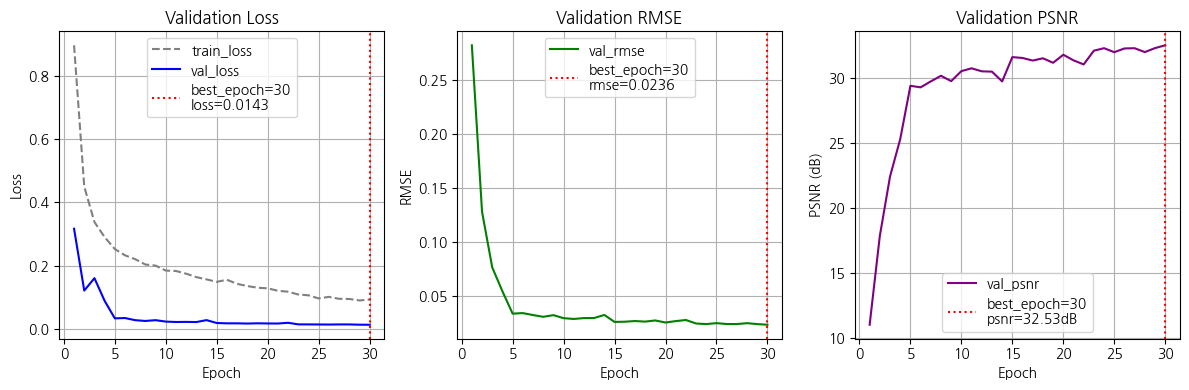 Validation Loss
train_loss
val_loss
best_epoch=30
loss=0.0143
Loss
0.8
0.6
0.4
0.2
0.0
0 5 10 15 20 25 30
Epoch
Validation RMSE
val_rmse
best_epoch=30
rmse=0.0236
RMSE
0.25
0.20
0.15
0.10
0.05
0 5 10 15 20 25 30
Epoch
Validation PSNR
PSNR (dB)
30
25
20
15
10
val_psnr
best_epoch=30
psnr=32.53dB
0 5 10 15 20 25 30
Epoch